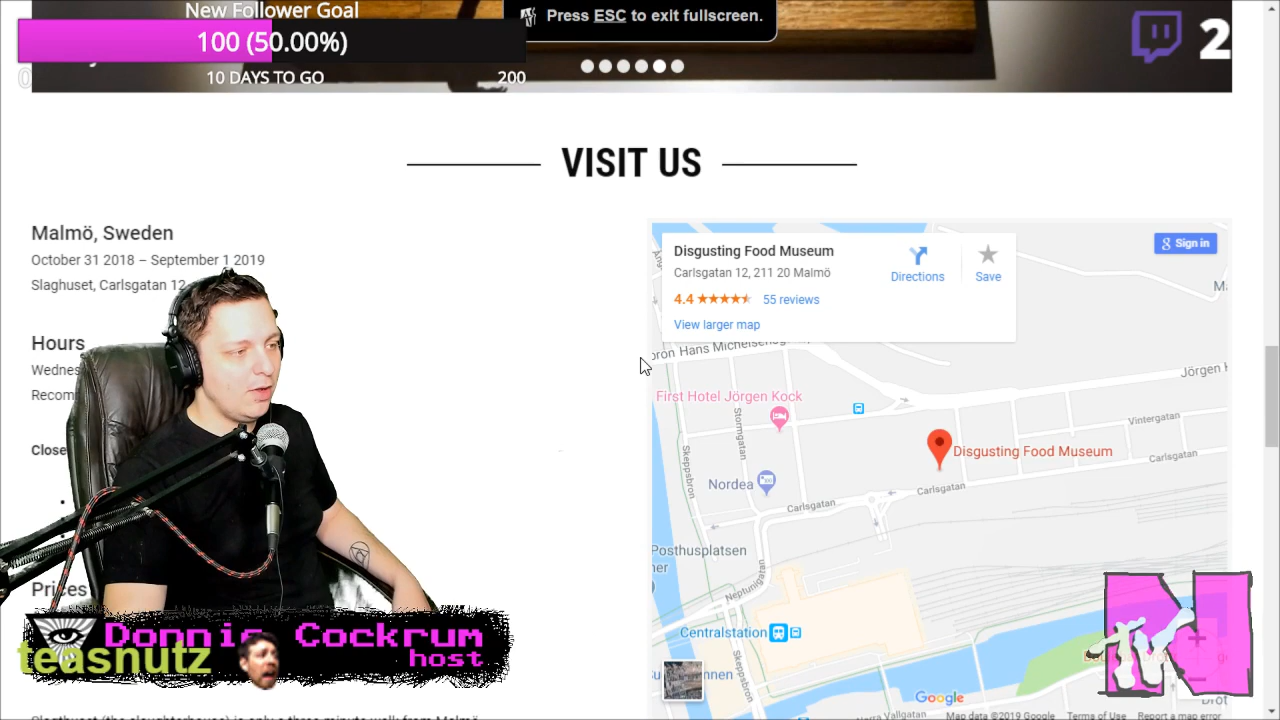 New Follower Goal
100 (50.00%)
10 DAYS TO GO
200
Press ESC to exit fullscreen.
2
VISIT US
Malmö, Sweden
October 31 2018 – September 1 2019
Slaghuset, Carlsgatan 12
Hours
Prices
Donnie Cockrum
host
teasnutz
Disgusting Food Museum
Carlsgatan 12, 211 20 Malmö
4.4
55 reviews
View larger map
Directions
Save
Sign in
First Hotel Jörgen Kock
Stormgatan
Skeppsbron
Vintergatan
Carlsgatan
Disgusting Food Museum
Nordea
Carlsgatan
Carlsgatan
Posthusplatsen
Neptunigatan
Centralstation
Skeppsbron
Google
Map data ©2019 Google
Terms of Use
Report a map error